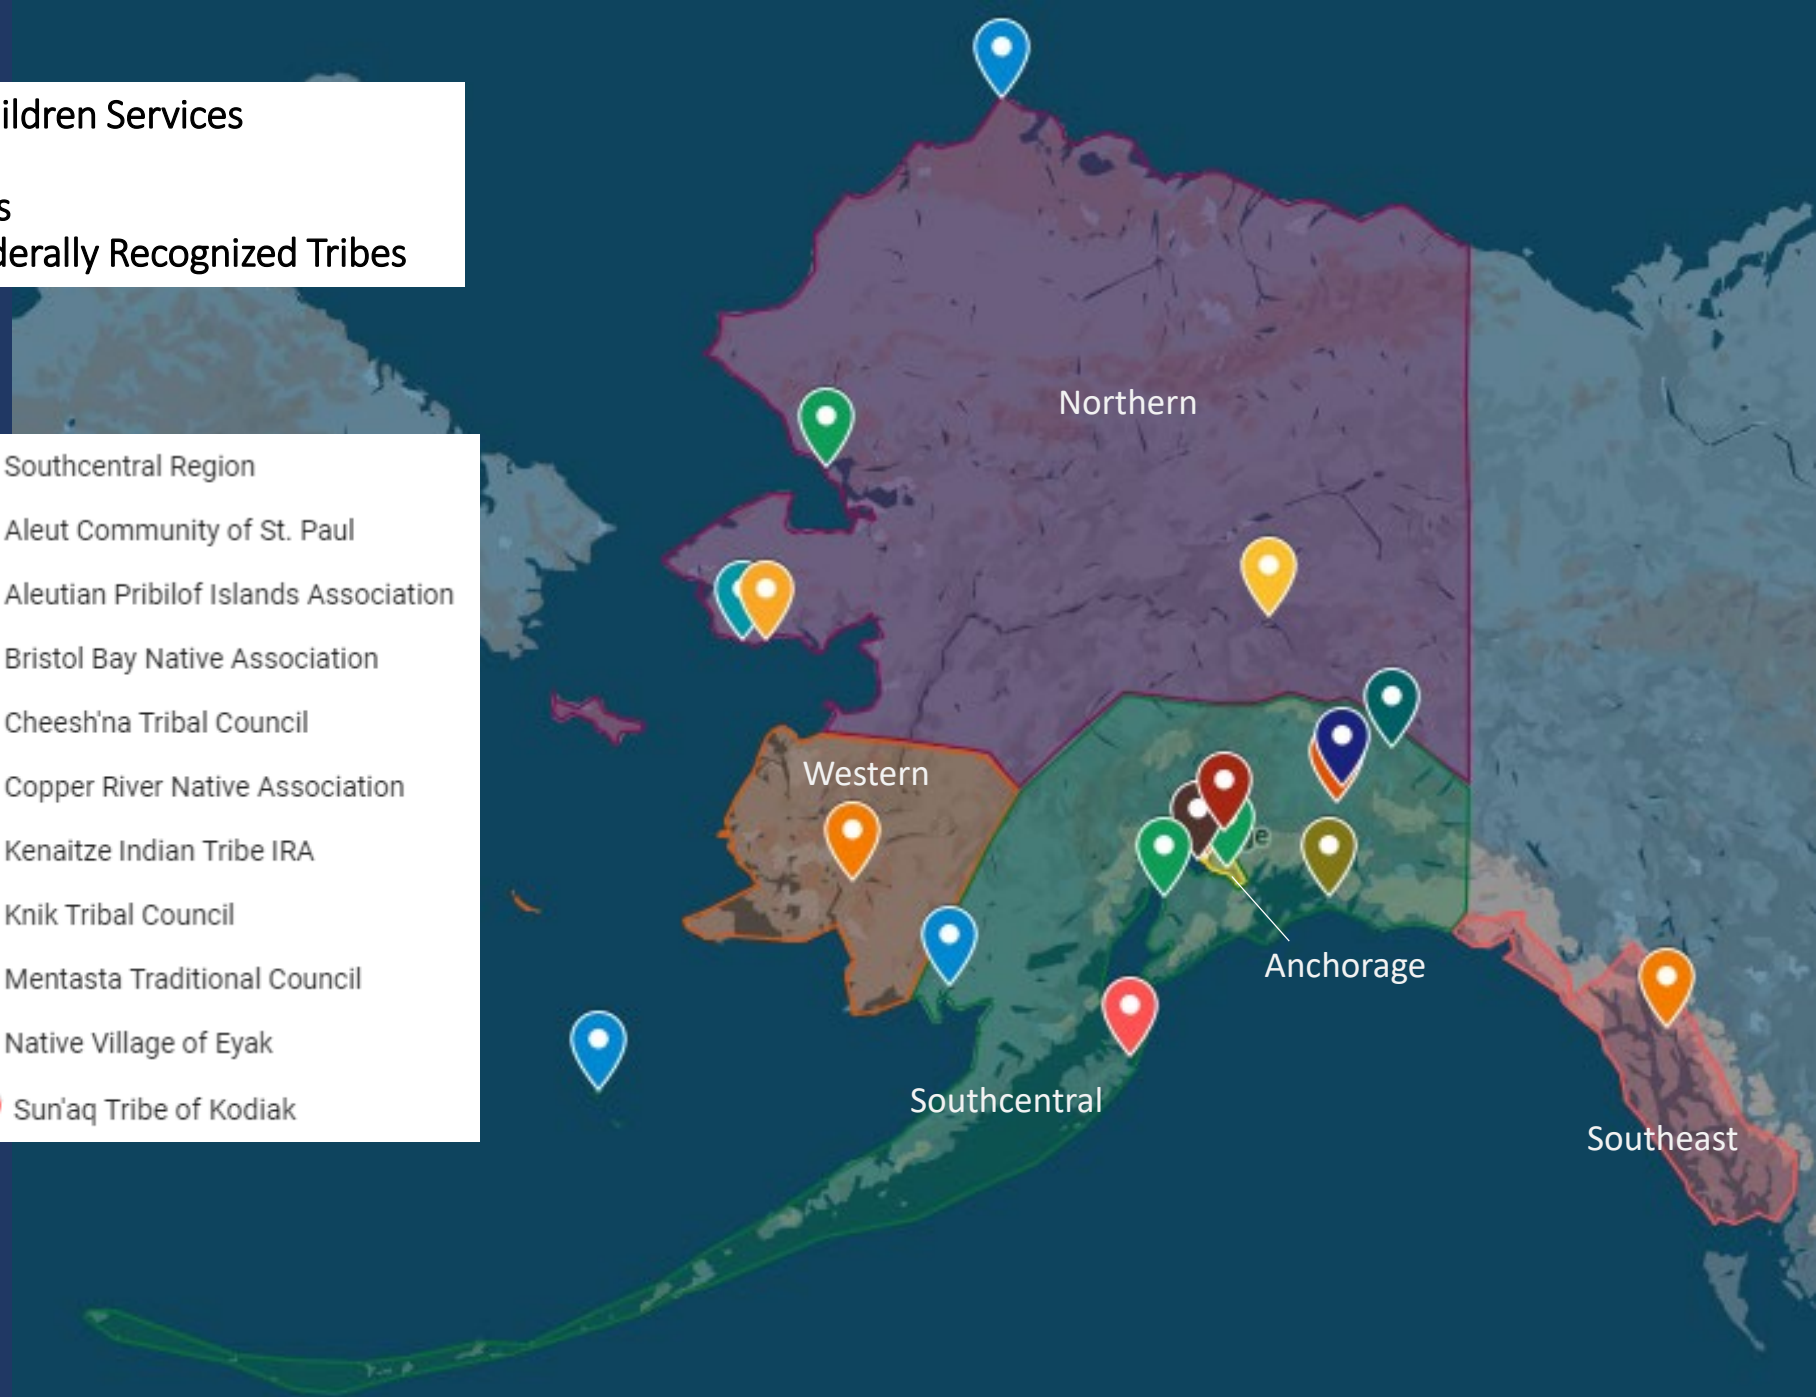 ildren Services
s
derally Recognized Tribes
Southcentral Region
Aleut Community of St. Paul
Aleutian Pribilof Islands Association
Bristol Bay Native Association
Cheesh'na Tribal Council
Copper River Native Association
Kenaitze Indian Tribe IRA
Knik Tribal Council
Mentasta Traditional Council
Native Village of Eyak
Sun'aq Tribe of Kodiak
Northern
Western
ge
Anchorage
Southcentral
Southeast